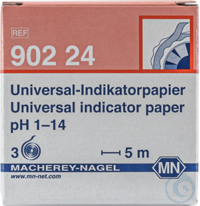 REF
902 24
Universal-Indikatorpapier
Universal indicator paper
pH 1–14
3 5 m
MACHEREY-NAGEL
www.mn-net.com
MN